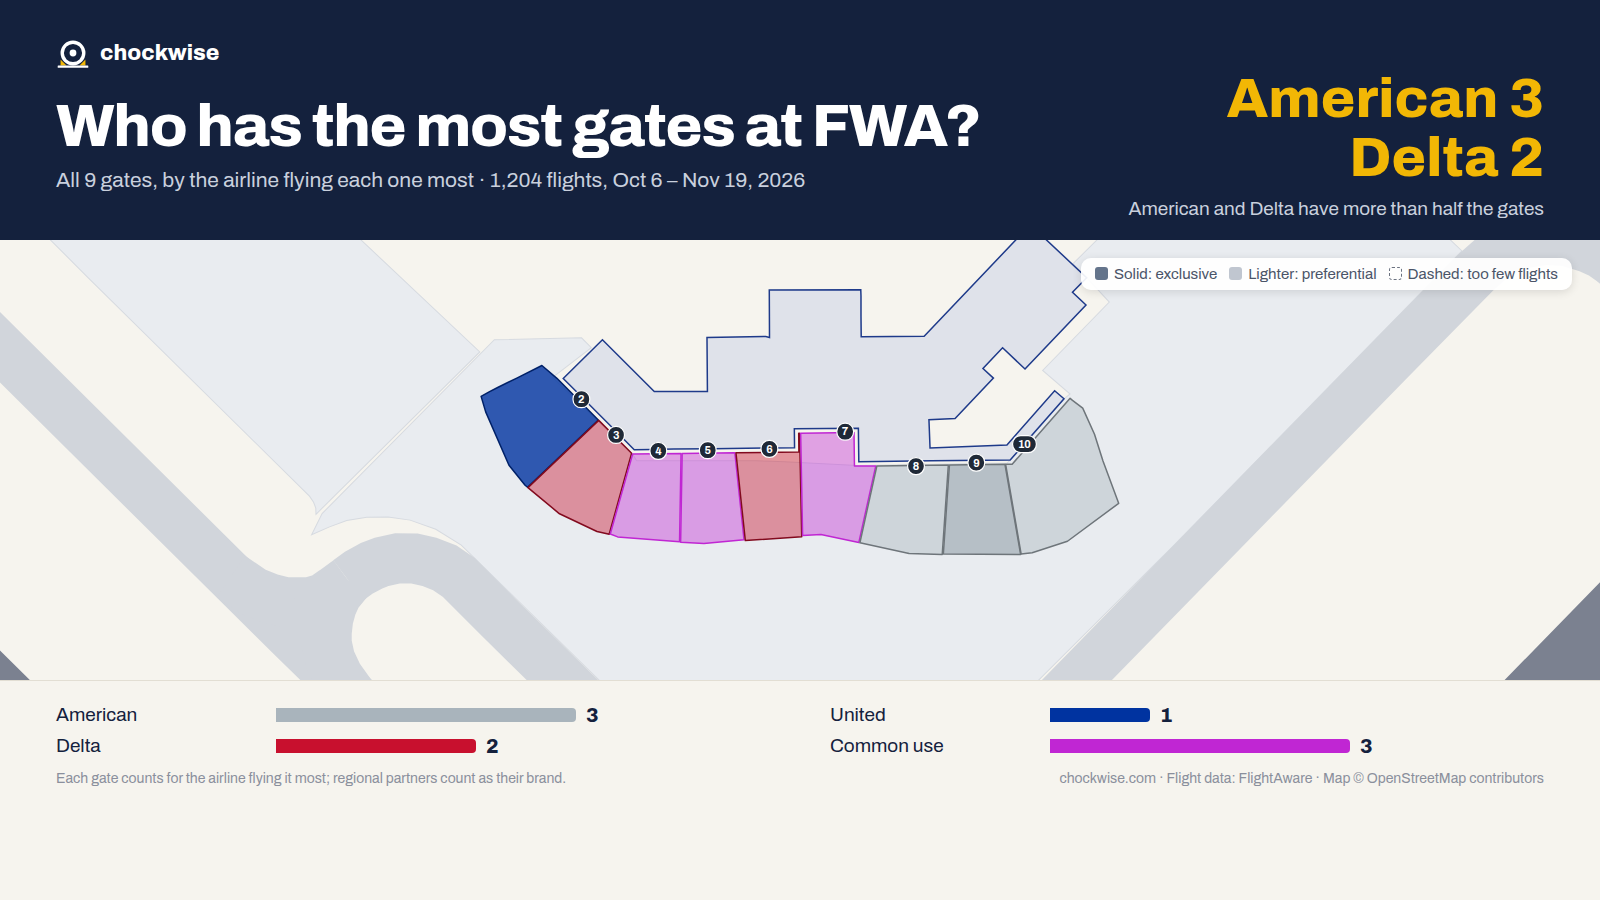 chockwise
Who has the most gates at FWA?
All 9 gates, by the airline flying each one most · 1,204 flights, Oct 6 – Nov 19, 2026
American 3
Delta 2
American and Delta have more than half the gates
Solid: exclusive Lighter: preferential Dashed: too few flights
2
3
4
5
6
7
8
9
10
American 3
Delta 2
United 1
Common use 3
Each gate counts for the airline flying it most; regional partners count as their brand.
chockwise.com · Flight data: FlightAware · Map © OpenStreetMap contributors